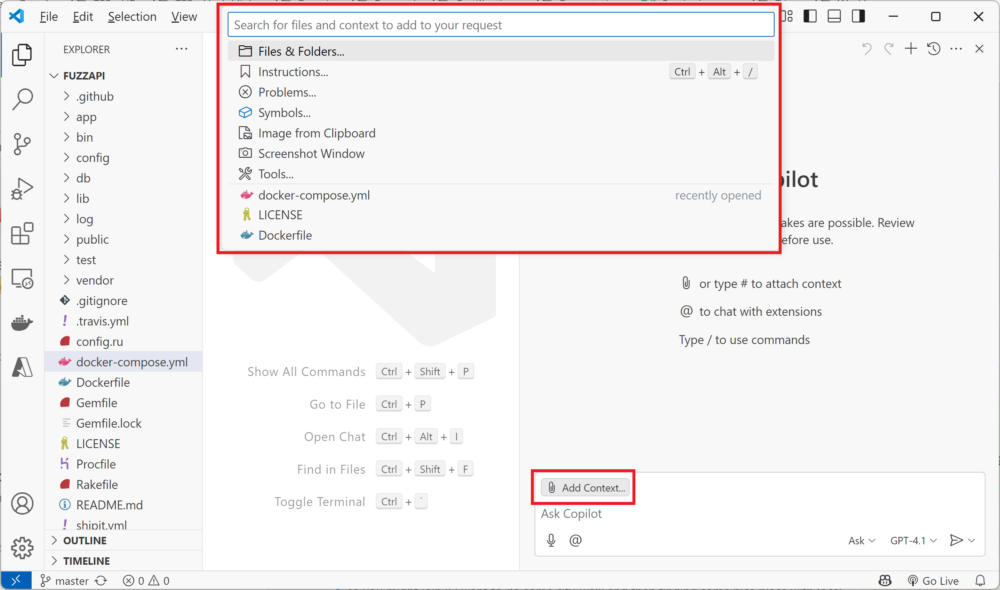 File Edit Selection View
Search for files and context to add to your request
Files & Folders...
Instructions... Ctrl + Alt + /
Problems...
Symbols...
Image from Clipboard
Screenshot Window
Tools...
docker-compose.yml recently opened
LICENSE
Dockerfile
EXPLORER
FUZZAPI
.github
app
bin
config
db
lib
log
public
test
vendor
.gitignore
.travis.yml
config.ru
docker-compose.yml
Dockerfile
Gemfile
Gemfile.lock
LICENSE
Procfile
Rakefile
README.md
shipit.yml
OUTLINE
TIMELINE
Show All Commands Ctrl + Shift + P
Go to File Ctrl + P
Open Chat Ctrl + Alt + I
Find in Files Ctrl + Shift + F
Toggle Terminal Ctrl + `
ilot
akes are possible. Review
efore use.
or type # to attach context
@ to chat with extensions
Type / to use commands
Add Context...
Ask Copilot
@ Ask GPT-4.1
master 0 0 Go Live